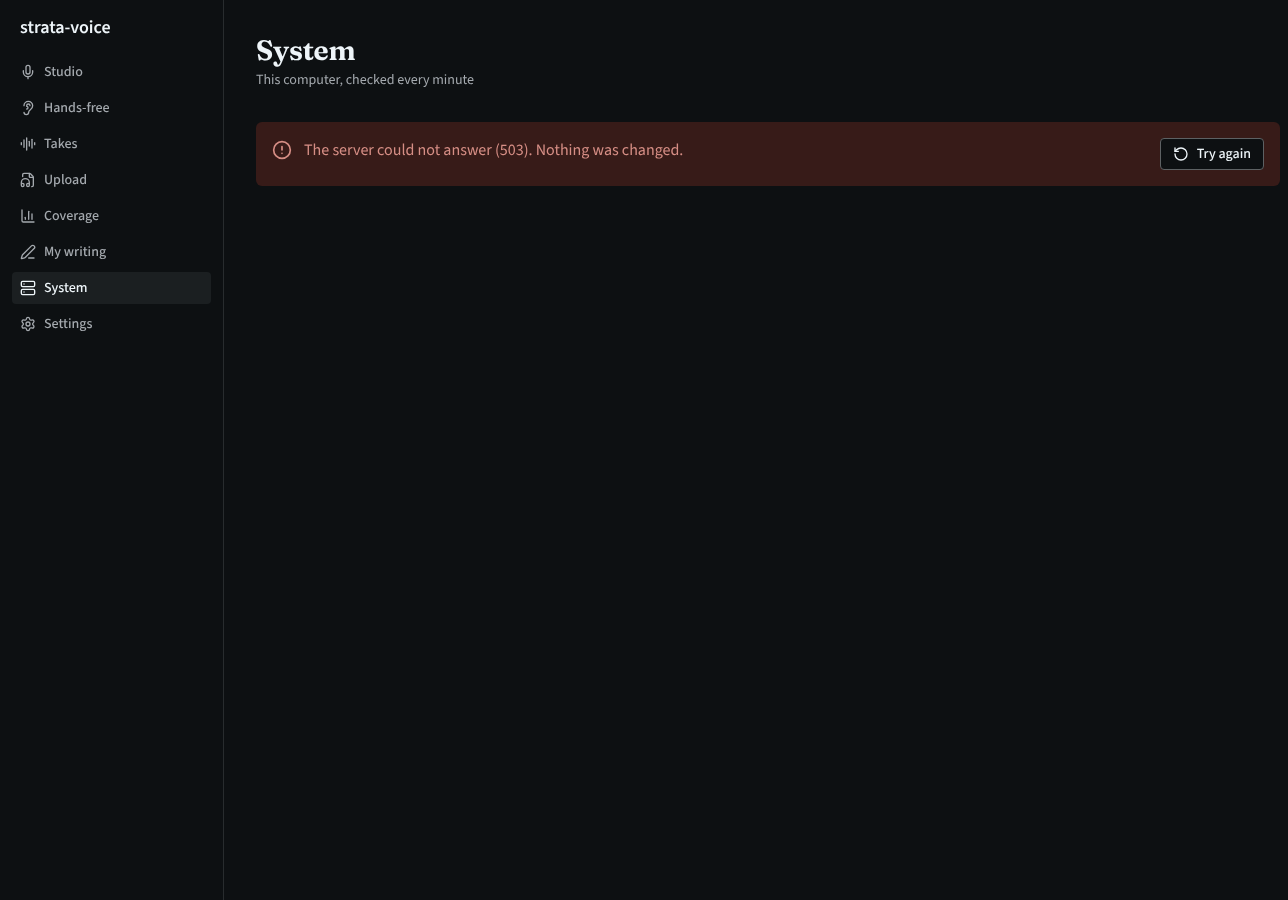 strata-voice
Studio
Hands-free
Takes
Upload
Coverage
My writing
System
Settings
System
This computer, checked every minute
The server could not answer (503). Nothing was changed.
Try again